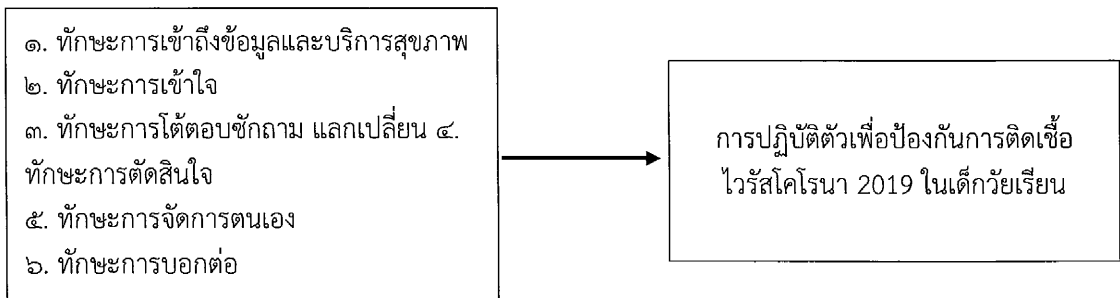 ๑. ทักษะการเข้าถึงข้อมูลและบริการสุขภาพ
๒. ทักษะการเข้าใจ
๓. ทักษะการโต้ตอบซักถาม แลกเปลี่ยน ๔.
ทักษะการตัดสินใจ
๕. ทักษะการจัดการตนเอง
๖. ทักษะการบอกต่อ
การปฏิบัติตัวเพื่อป้องกันการติดเชื้อ
ไวรัสโคโรนา 2019 ในเด็กวัยเรียน